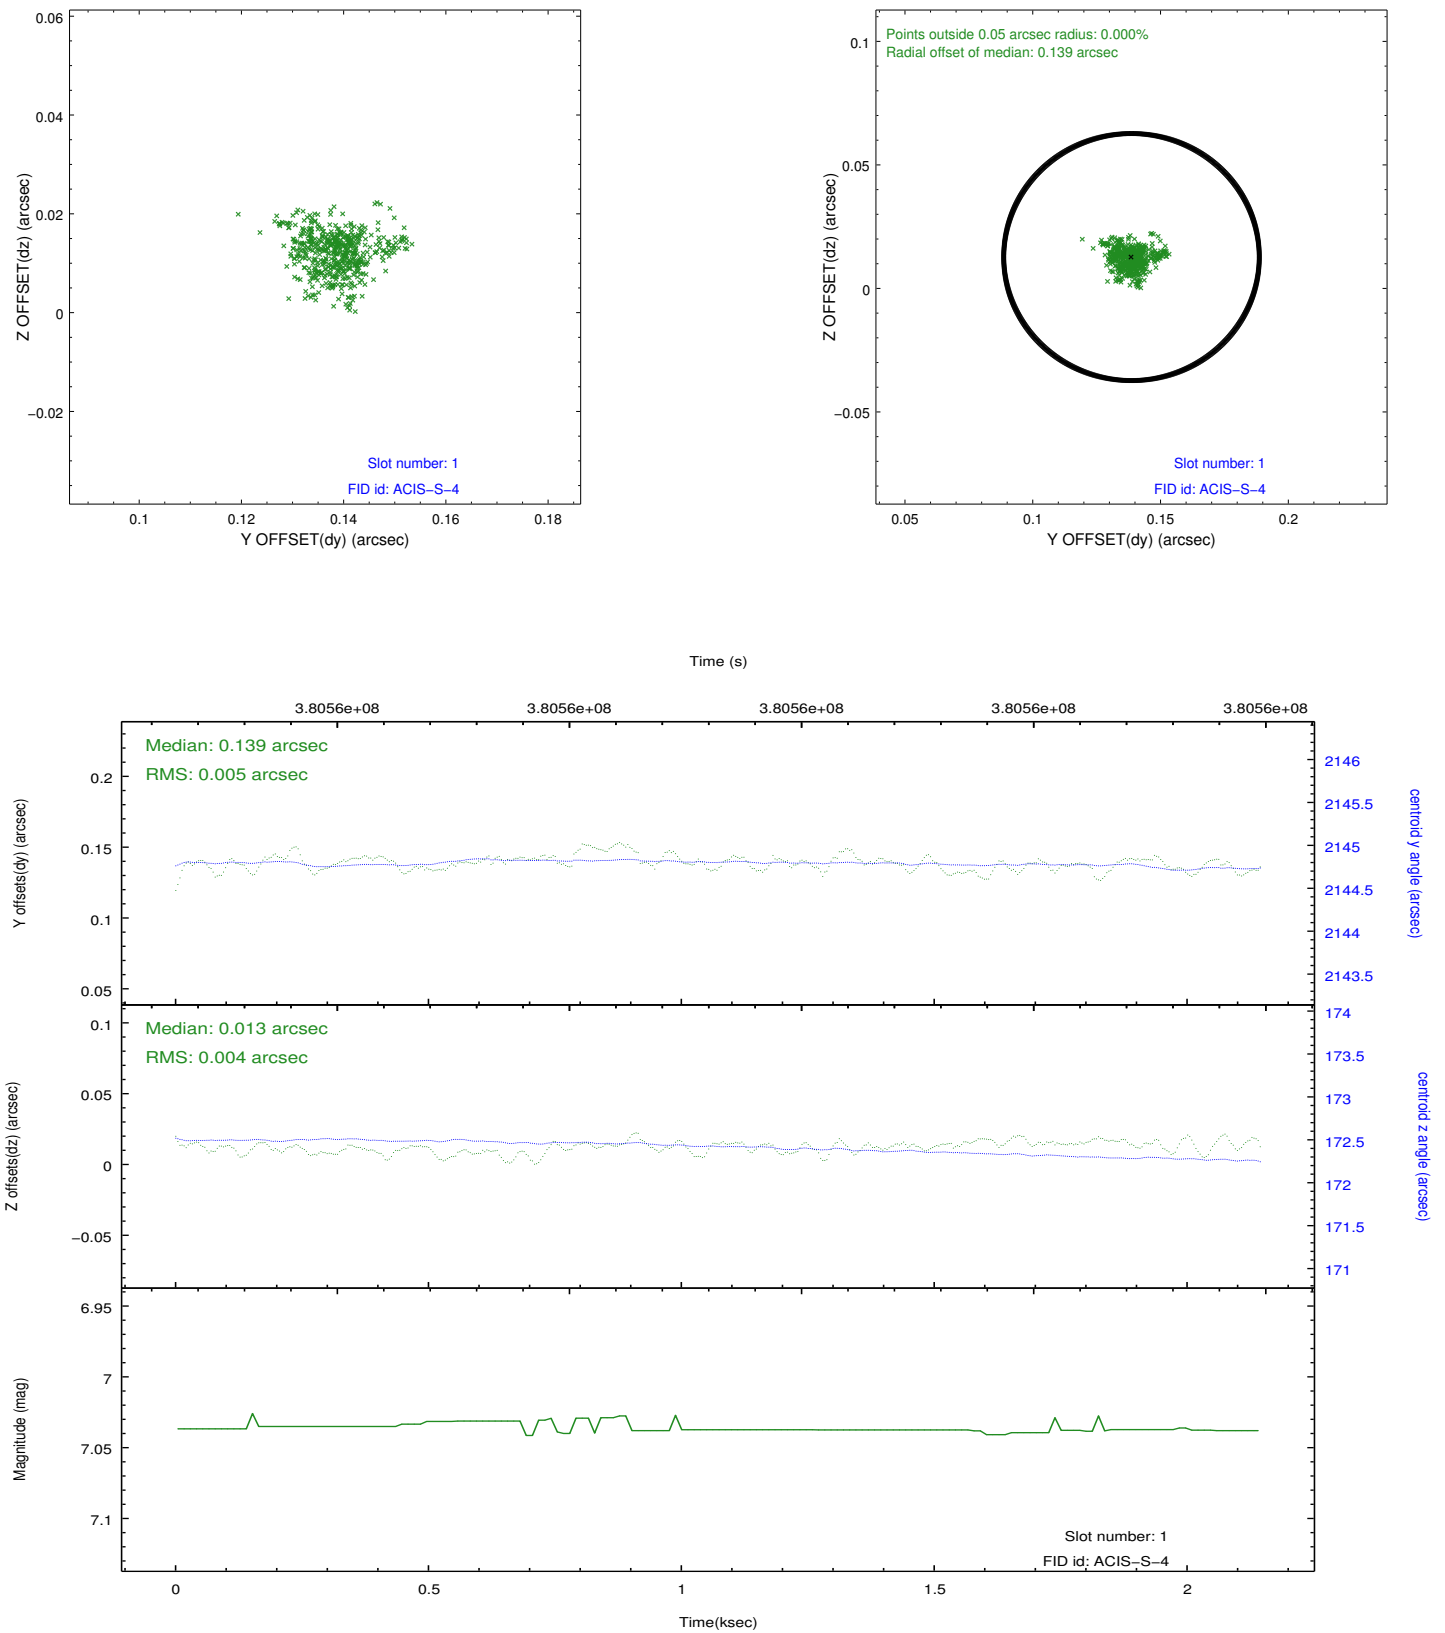 0.06
0.04
0.02
0
−0.02
Z OFFSET(dz) (arcsec)
Slot number: 1
FID id: ACIS−S−4
0.1
0.12
0.14
0.16
0.18
Y OFFSET(dy) (arcsec)
Points outside 0.05 arcsec radius: 0.000%
Radial offset of median: 0.139 arcsec
0.1
0.05
0
−0.05
Z OFFSET(dz) (arcsec)
Slot number: 1
FID id: ACIS−S−4
0.05
0.1
0.15
0.2
Y OFFSET(dy) (arcsec)
Time (s)
3.8056e+08
3.8056e+08
3.8056e+08
3.8056e+08
3.8056e+08
Median: 0.139 arcsec
RMS: 0.005 arcsec
0.2
0.15
0.1
0.05
Y offsets(dy) (arcsec)
2146
2145.5
2145
2144.5
2144
2143.5
centroid y angle (arcsec)
Median: 0.013 arcsec
RMS: 0.004 arcsec
0.1
0.05
0
−0.05
Z offsets(dz) (arcsec)
174
173.5
173
172.5
172
171.5
171
centroid z angle (arcsec)
6.95
7
7.05
7.1
Magnitude (mag)
Slot number: 1
FID id: ACIS−S−4
0
0.5
1
1.5
2
Time(ksec)